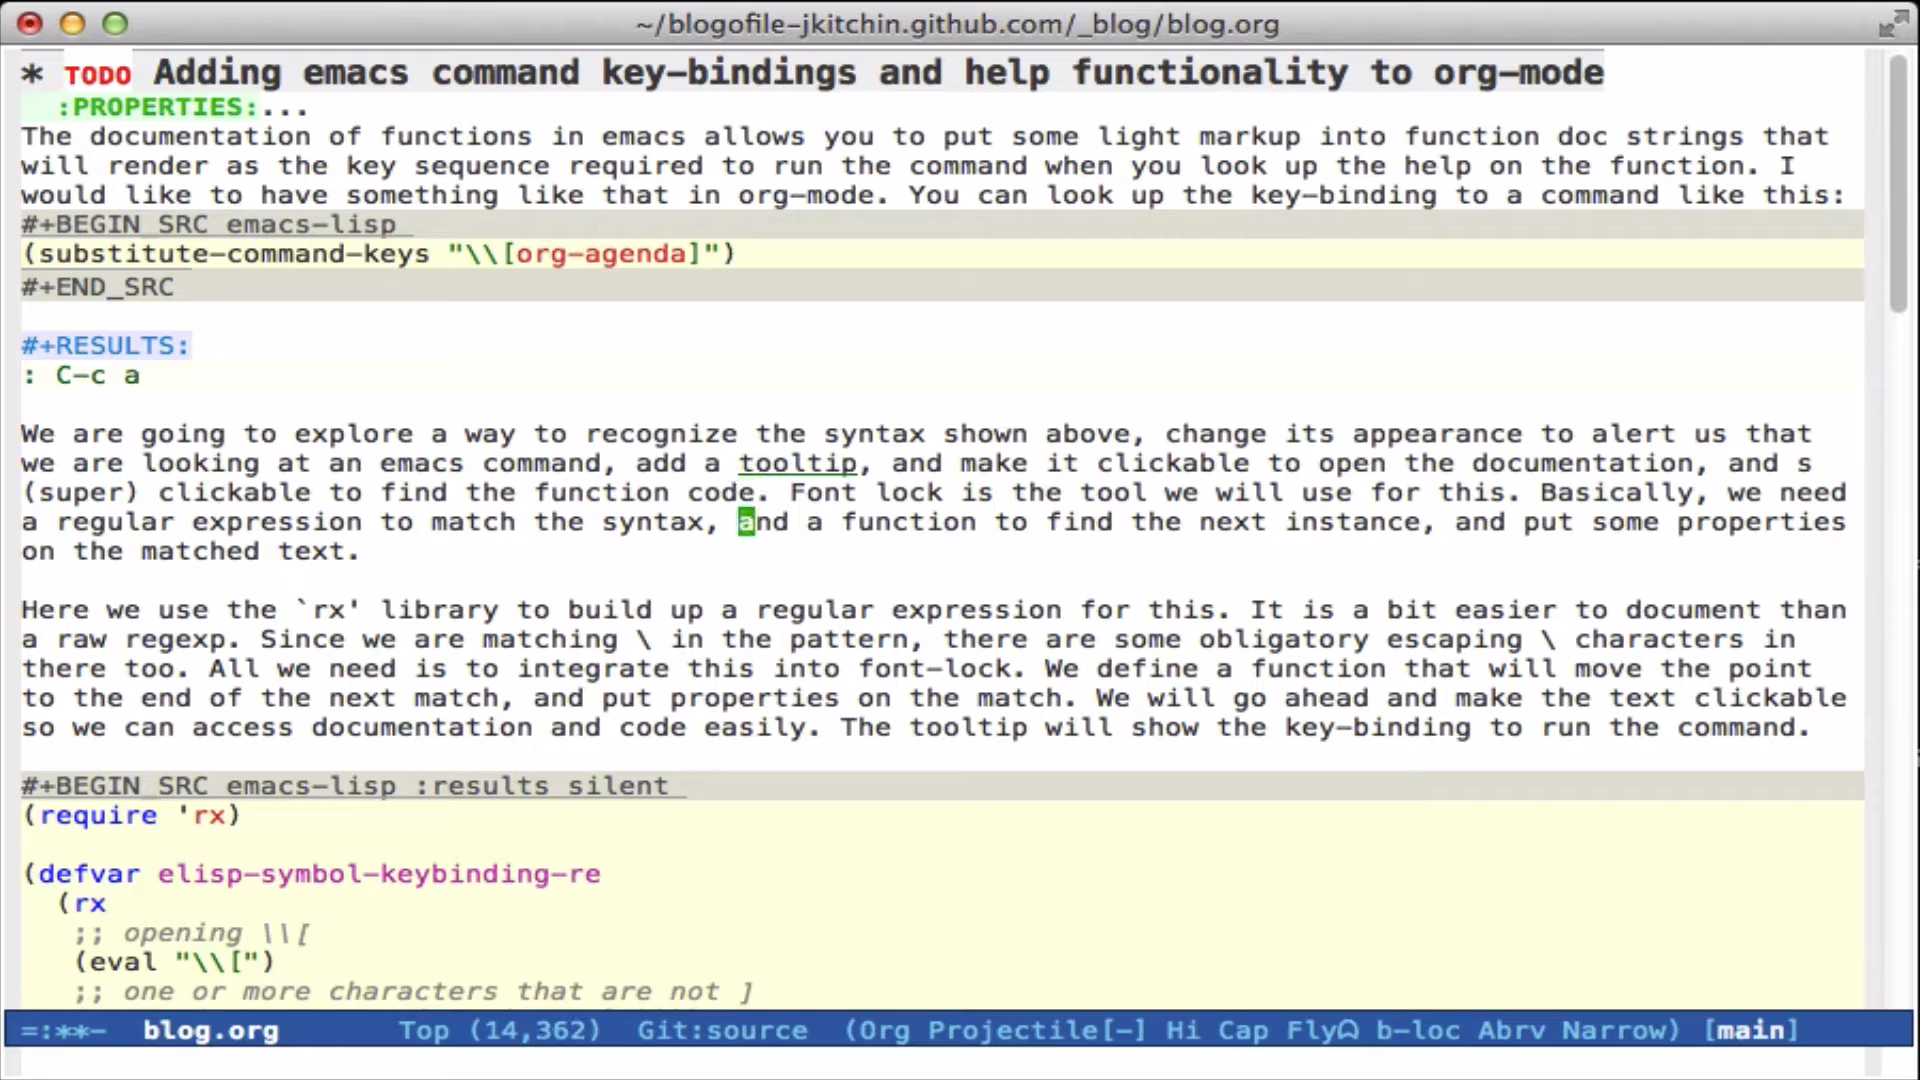 ~/blogofile-jkitchin.github.com/_blog/blog.org
* TODO Adding emacs command key-bindings and help functionality to org-mode
:PROPERTIES:...
The documentation of functions in emacs allows you to put some light markup into function doc strings that
will render as the key sequence required to run the command when you look up the help on the function. I
would like to have something like that in org-mode. You can look up the key-binding to a command like this:
#+BEGIN_SRC emacs-lisp
(substitute-command-keys "\\[org-agenda]")
#+END_SRC
#+RESULTS:
: C-c a
We are going to explore a way to recognize the syntax shown above, change its appearance to alert us that
we are looking at an emacs command, add a tooltip, and make it clickable to open the documentation, and s
(super) clickable to find the function code. Font lock is the tool we will use for this. Basically, we need
a regular expression to match the syntax, and a function to find the next instance, and put some properties
on the matched text.
Here we use the `rx' library to build up a regular expression for this. It is a bit easier to document than
a raw regexp. Since we are matching \ in the pattern, there are some obligatory escaping \ characters in
there too. All we need is to integrate this into font-lock. We define a function that will move the point
to the end of the next match, and put properties on the match. We will go ahead and make the text clickable
so we can access documentation and code easily. The tooltip will show the key-binding to run the command.
#+BEGIN_SRC emacs-lisp :results silent
(require 'rx)
(defvar elisp-symbol-keybinding-re
(rx
;; opening \\[
(eval "\\[")
;; one or more characters that are not ]
=:**- blog.org Top (14,362) Git:source (Org Projectile[-] Hi Cap Fly b-loc Abrv Narrow) [main]